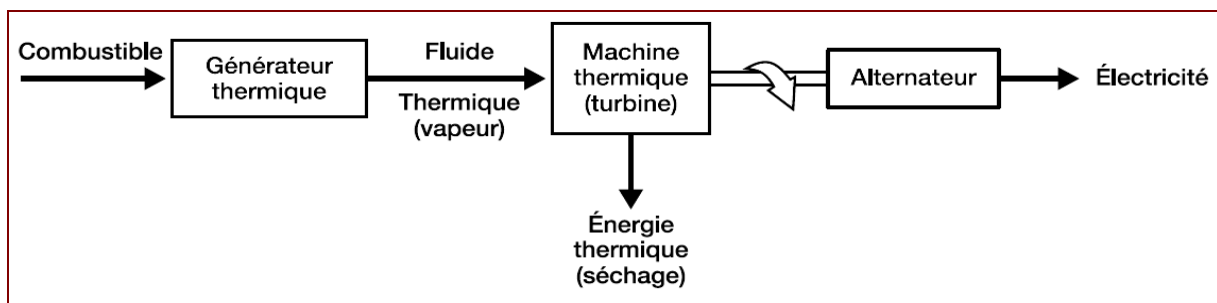 Combustible
Générateur
thermique
Fluide
Thermique
(vapeur)
Machine
thermique
(turbine)
Énergie
thermique
(séchage)
Alternateur
Électricité